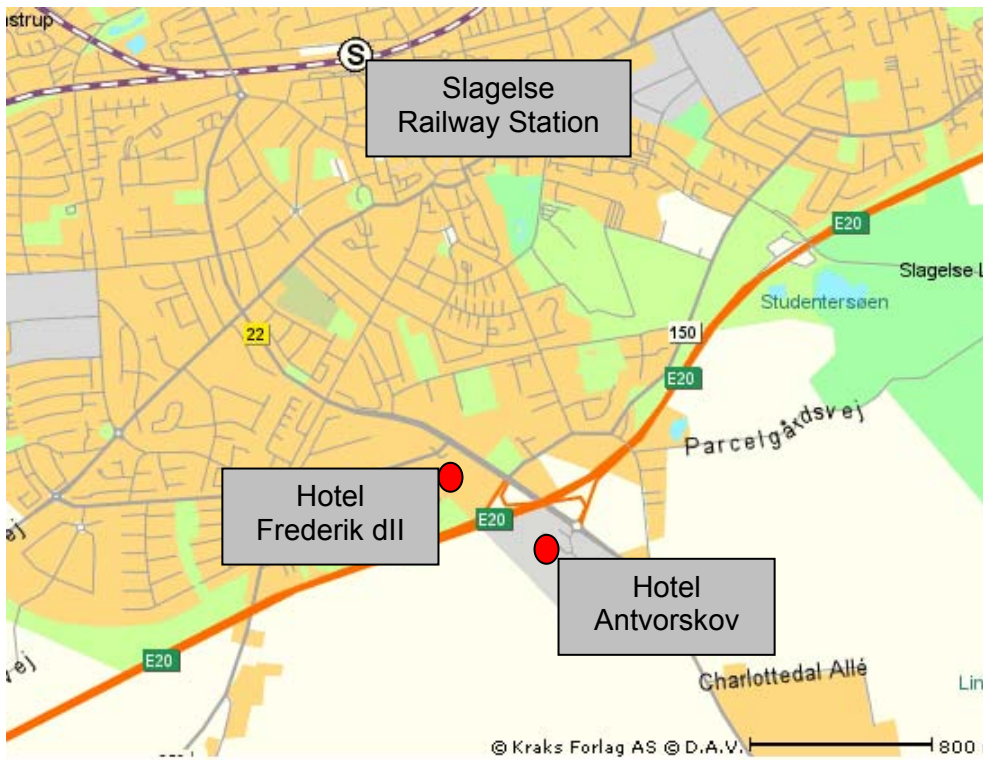 strup
S
Slagelse
Railway Station
E20
Slagelse L
Studentersøen
22
150
E20
Parcelgårdsvej
Hotel
Frederik dII
E20
Hotel
Antvorskov
E20
Charlottedal Allé
Lin
© Kraks Forlag AS © D.A.V.
800